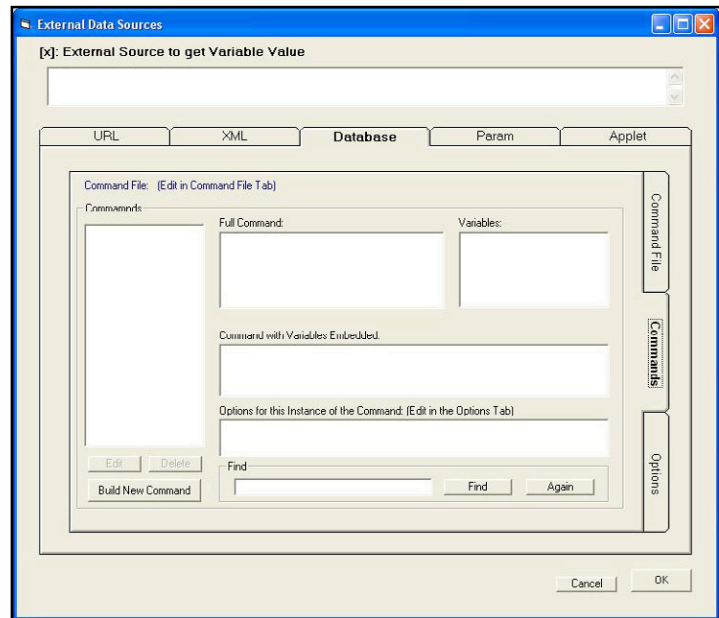 External Data Sources
[x]: External Source to get Variable Value
URL XML Database Param Applet
Command File: (Edit in Command File Tab)
Commamnds
Full Command:
Variables:
Command with Variables Embedded:
Options for this Instance of the Command: (Edit in the Options Tab)
Edit Delete
Build New Command
Find
Find Again
Command File
Commands
Options
Cancel OK